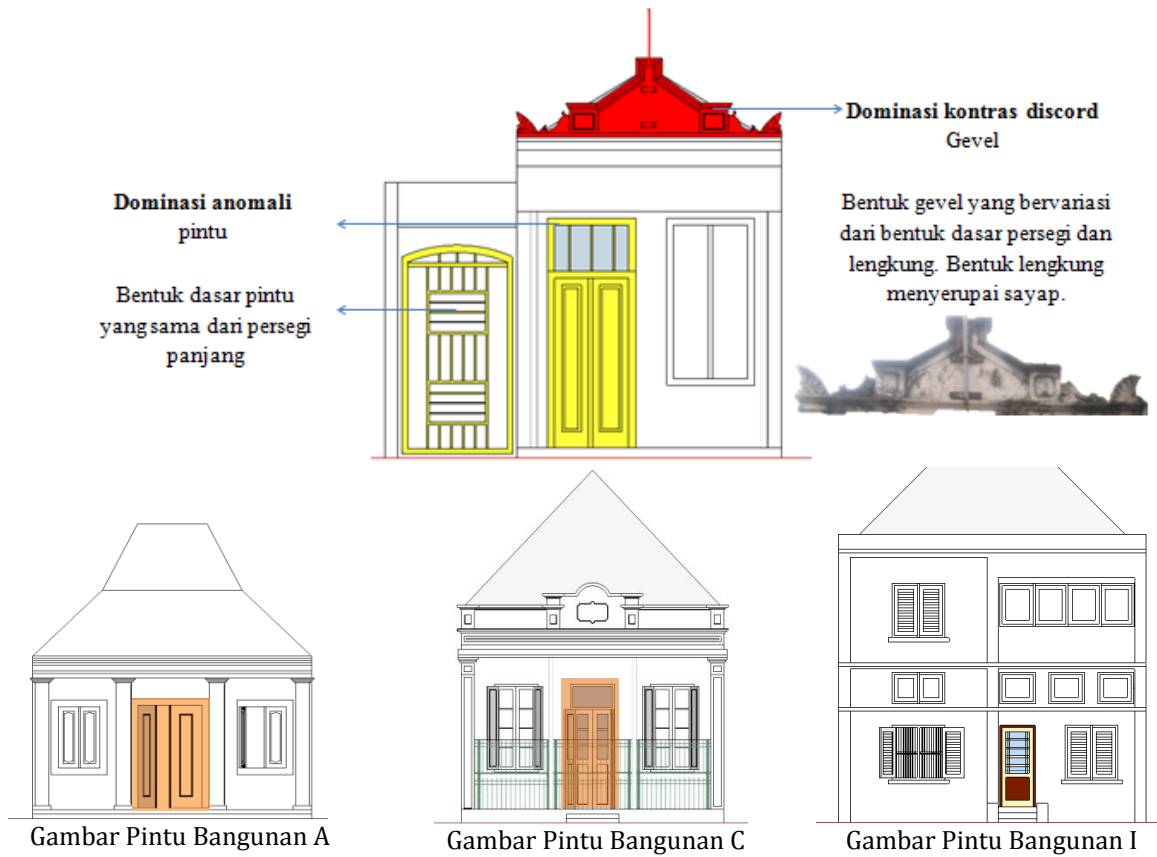 Dominasi kontras discord
Gevel
Dominasi anomali
pintu
Bentuk gevel yang bervariasi
dari bentuk dasar persegi dan
lengkung. Bentuk lengkung
menyerupai sayap.
Bentuk dasar pintu
yang sama dari persegi
panjang
Gambar Pintu Bangunan A
Gambar Pintu Bangunan C
Gambar Pintu Bangunan I